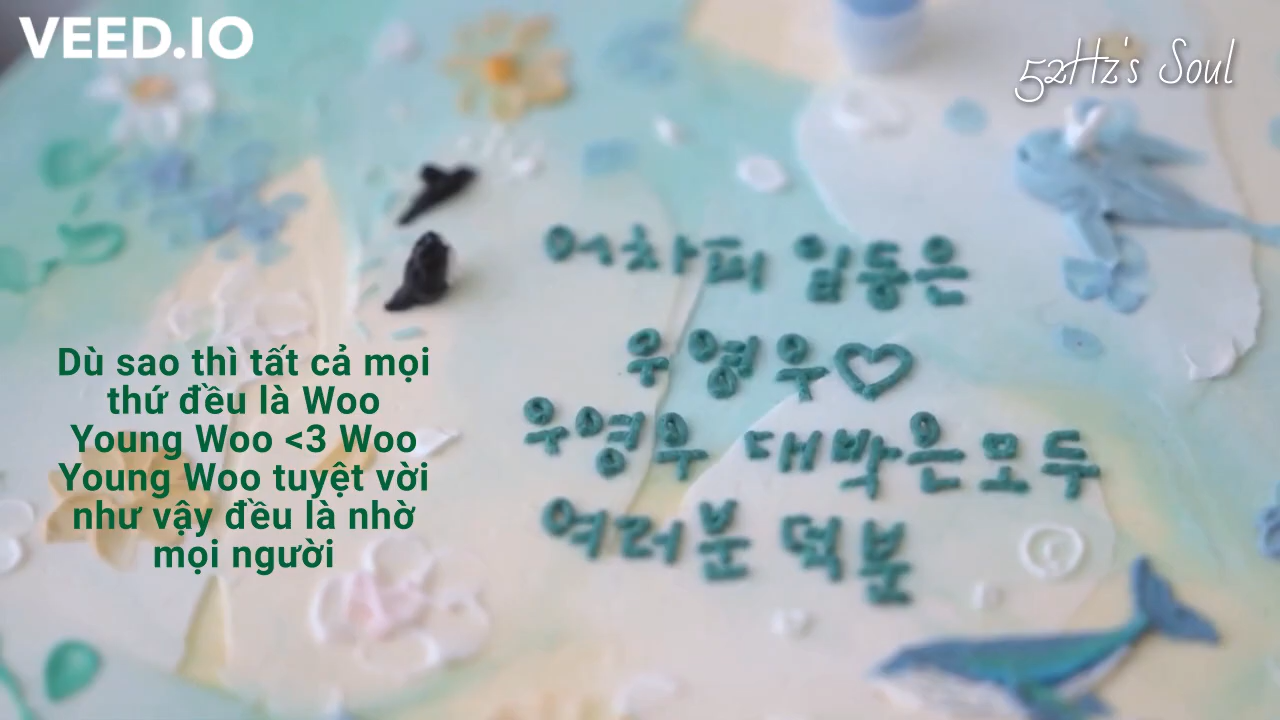 VEED.IO
52Hz's Soul
어차피 일등은
우영우♡
우영우 대박은 모두
여러분 덕분
Dù sao thì tất cả mọi
thứ đều là Woo
Young Woo <3 Woo
Young Woo tuyệt vời
như vậy đều là nhờ
mọi người